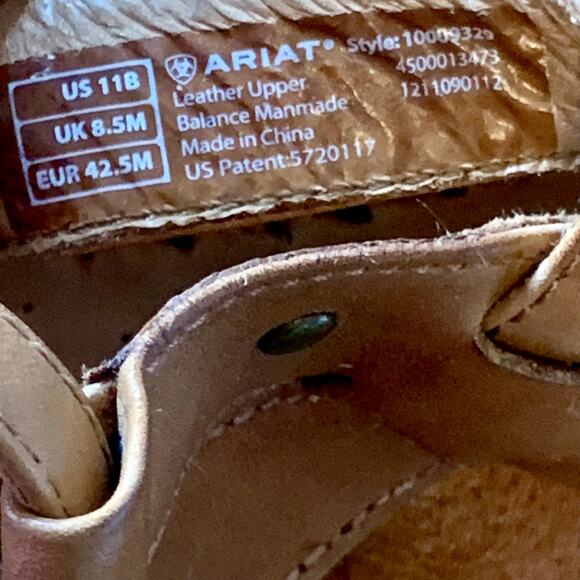 US 11B
UK 8.5M
EUR 42.5M
ARIAT®
Leather Upper
Balance Manmade
Made in China
US Patent:5720117
Style: 10009329
4500013473
1211090112